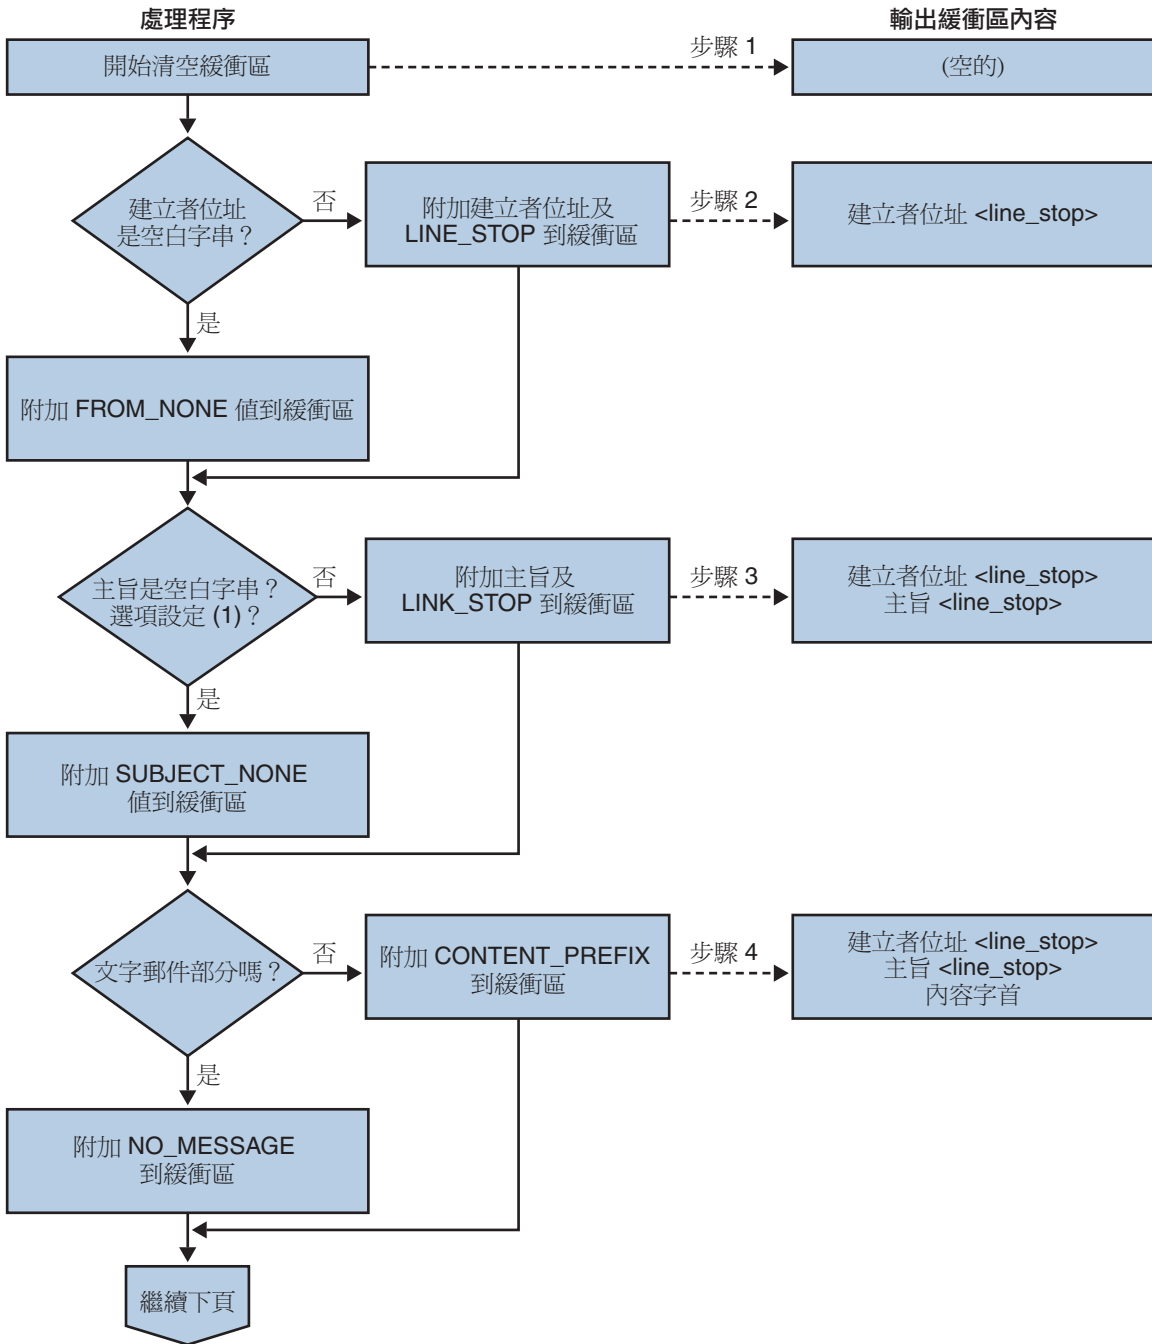 處理程序
輸出緩衝區內容
開始清空緩衝區
步驟 1
(空的)
建立者位址
是空白字串？
否
附加建立者位址及
LINE_STOP 到緩衝區
步驟 2
建立者位址 <line_stop>
是
附加 FROM_NONE 值到緩衝區
主旨是空白字串？
選項設定 (1)？
否
附加主旨及
LINK_STOP 到緩衝區
步驟 3
建立者位址 <line_stop>
主旨 <line_stop>
是
附加 SUBJECT_NONE
值到緩衝區
文字郵件部分嗎？
否
附加 CONTENT_PREFIX
到緩衝區
步驟 4
建立者位址 <line_stop>
主旨 <line_stop>
內容字首
是
附加 NO_MESSAGE
到緩衝區
繼續下頁